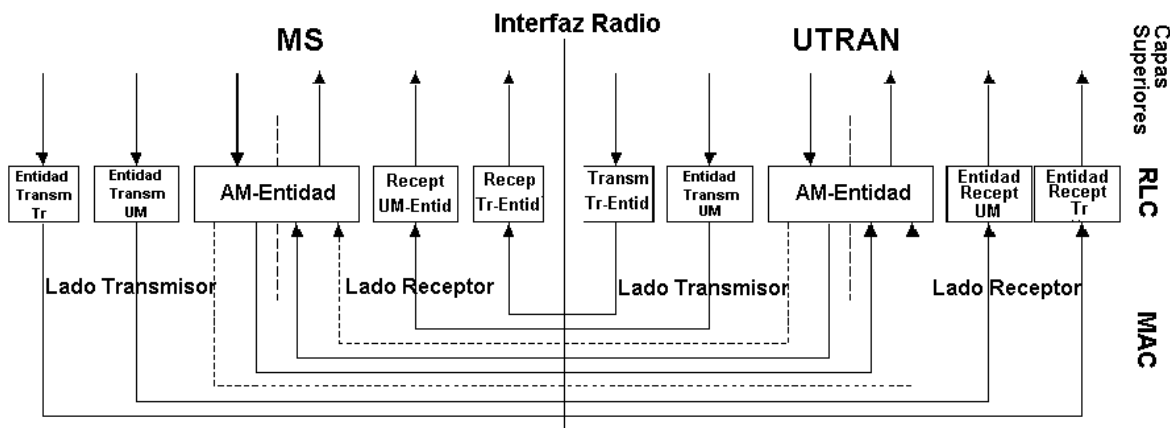 Interfaz Radio
MS
UTRAN
Capas
Superiores
Entidad
Transm
Tr
Entidad
Transm
UM
AM-Entidad
Recept
UM-Entid
Recep
Tr-Entid
Transm
Tr-Entid
Entidad
Transm
UM
AM-Entidad
Entidad
Recept
UM
Entidad
Recept
Tr
RLC
Lado Transmisor
Lado Receptor
Lado Transmisor
Lado Receptor
MAC